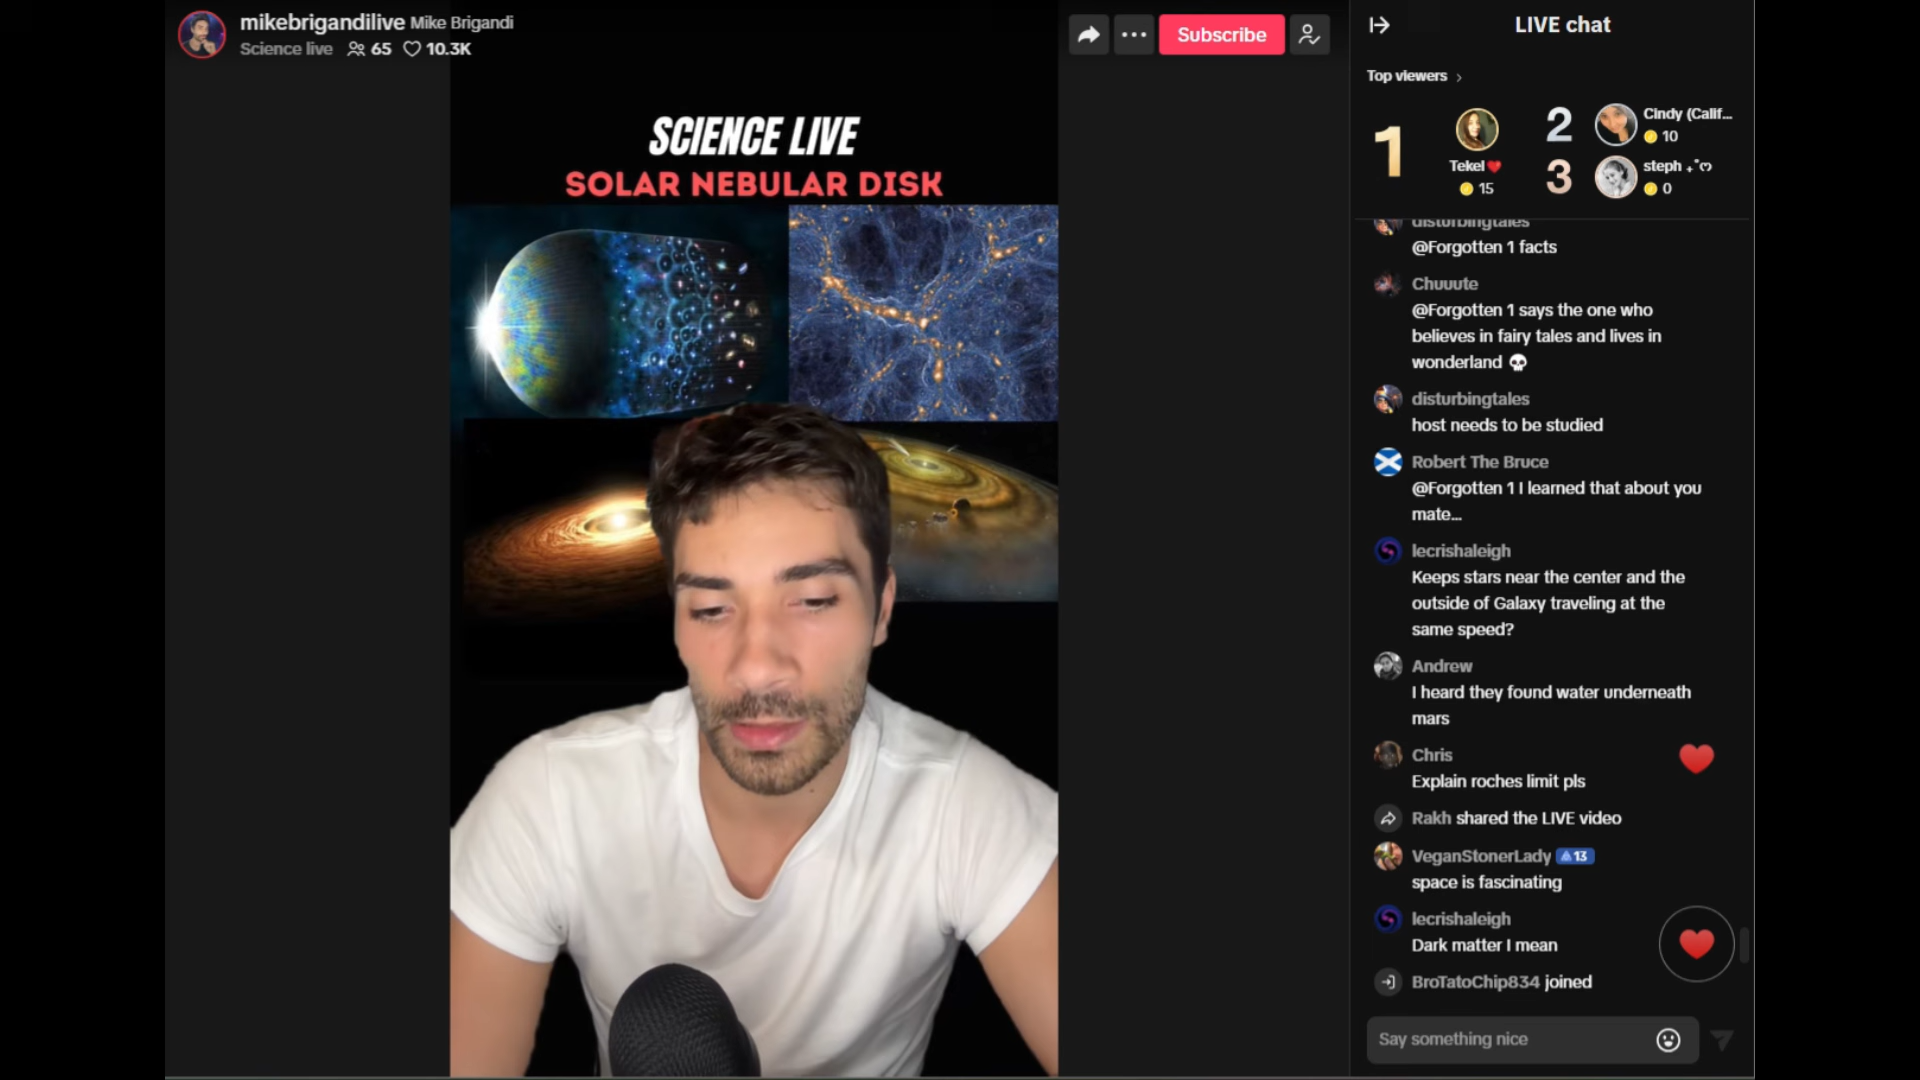 mikebrigandilive Mike Brigandi
Science live 65 10.3K
Subscribe
SCIENCE LIVE
SOLAR NEBULAR DISK
LIVE chat
Top viewers
1
Tekel❤️
15
2
Cindy (Calif...
10
3
steph
0
disturbingtales
@Forgotten 1 facts
Chuuute
@Forgotten 1 says the one who
believes in fairy tales and lives in
wonderland 💀
disturbingtales
host needs to be studied
Robert The Bruce
@Forgotten 1 I learned that about you
mate...
lecrishaleigh
Keeps stars near the center and the
outside of Galaxy traveling at the
same speed?
Andrew
I heard they found water underneath
mars
Chris
Explain roches limit pls
Rakh shared the LIVE video
VeganStonerLady 13
space is fascinating
lecrishaleigh
Dark matter I mean
BroTatoChip834 joined
Say something nice